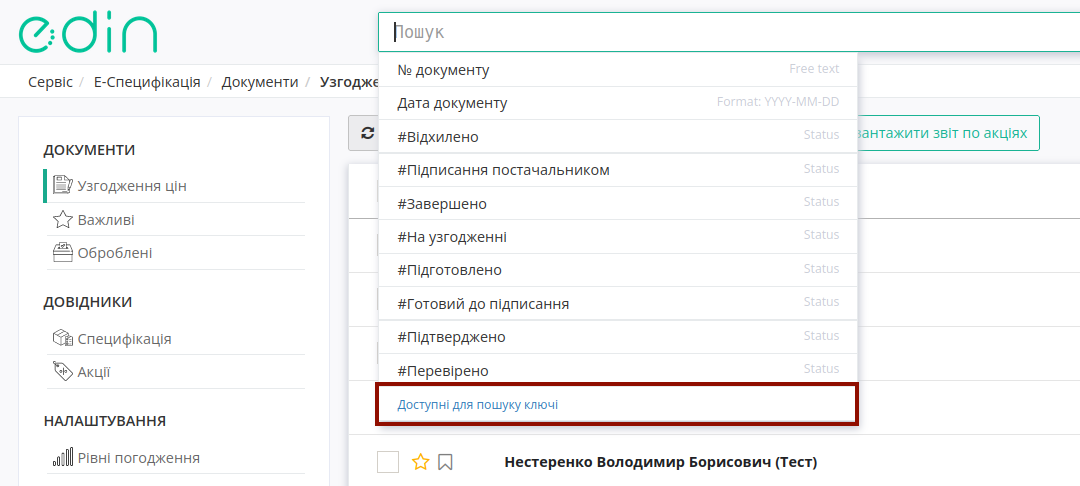 edin
Пошук
№ документу Free text
Дата документу Format: YYYY-MM-DD
#Відхилено Status
#Підписання постачальником Status
#Завершено Status
#На узгодженні Status
#Підготовлено Status
#Готовий до підписання Status
#Підтверджено Status
#Перевірено Status
Доступні для пошуку ключі
Сервіс / Е-Специфікація / Документи / Узгодже
вантажити звіт по акціях
ДОКУМЕНТИ
Узгодження цін
Важливі
Оброблені
ДОВІДНИКИ
Специфікація
Акції
НАЛАШТУВАННЯ
Рівні погодження
Нестеренко Володимир Борисович (Тест)